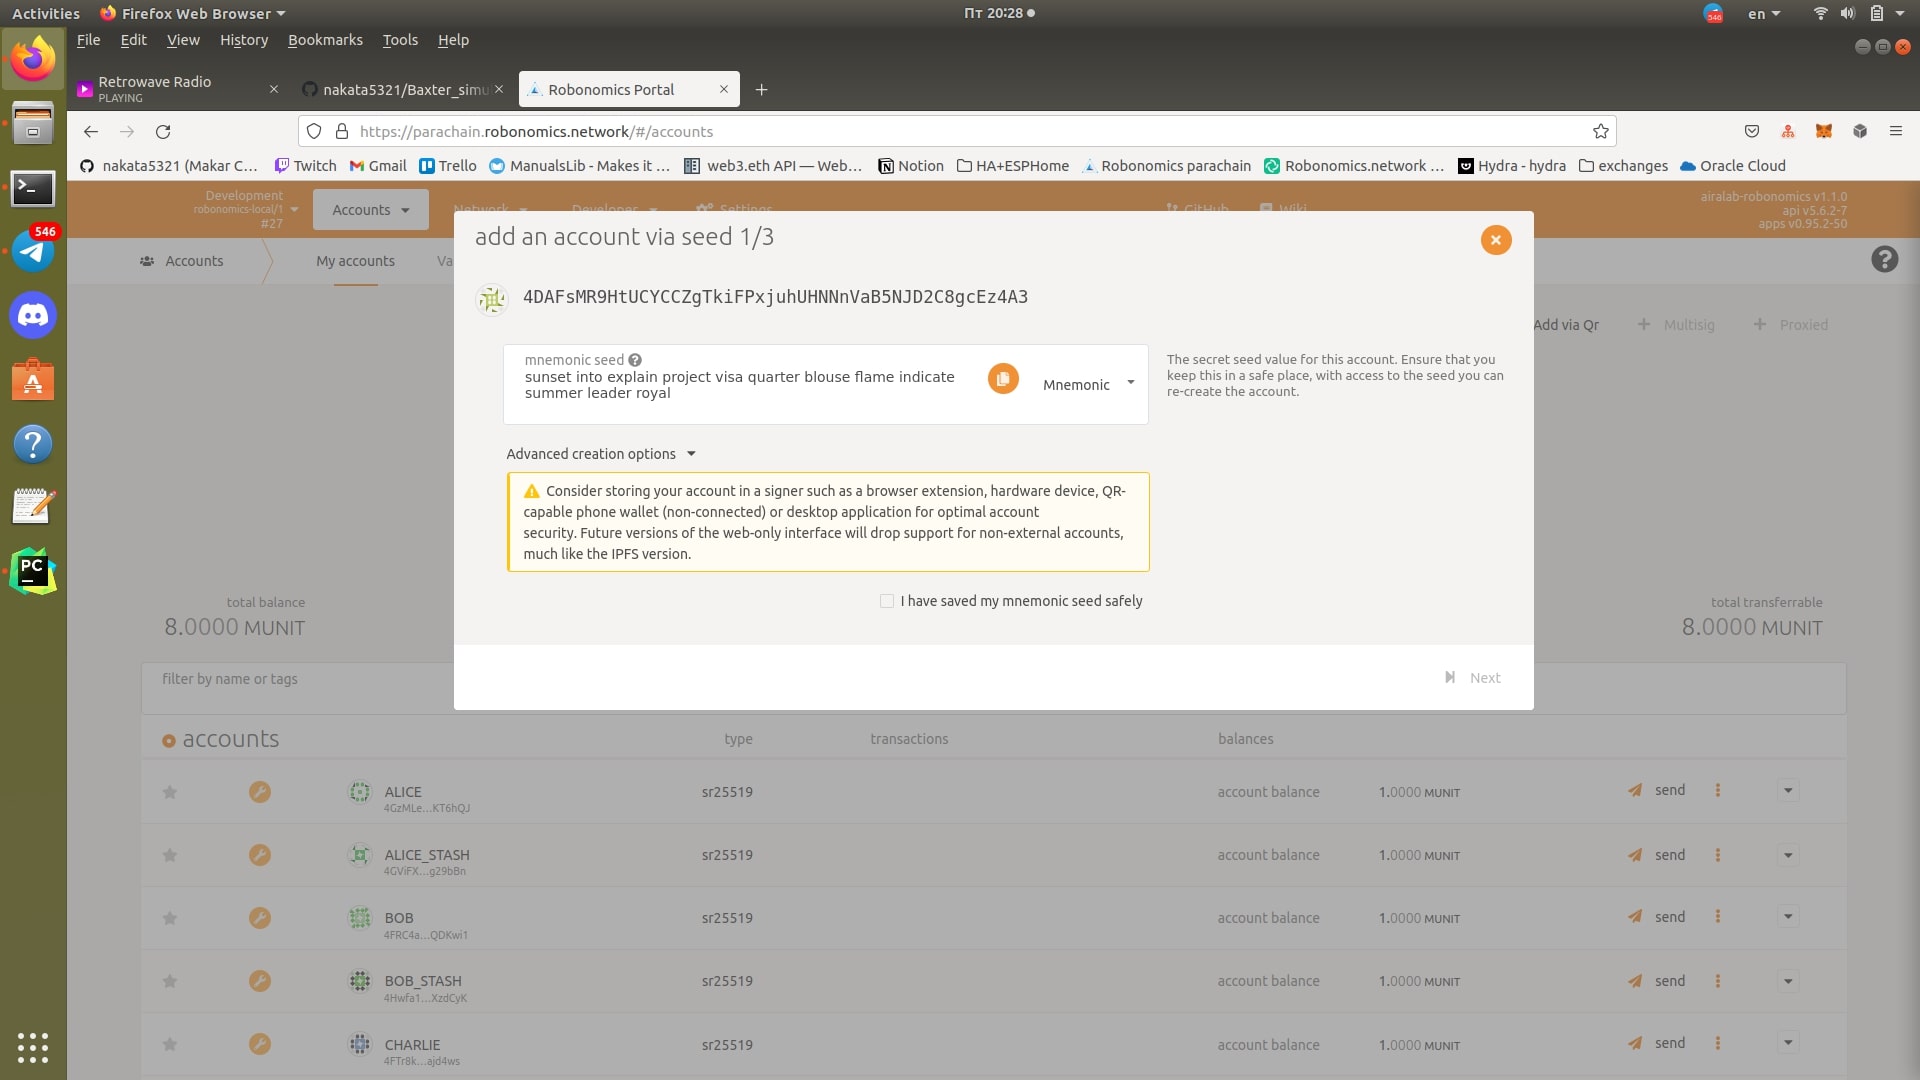 Activities
Firefox Web Browser
Пт 20:28
546
en
File Edit View History Bookmarks Tools Help
Retrowave Radio
PLAYING
nakata5321/Baxter_simu
Robonomics Portal
https://parachain.robonomics.network/#/accounts
nakata5321 (Makar C…
Twitch
Gmail
Trello
ManualsLib - Makes it …
web3.eth API — Web…
Notion
HA+ESPHome
Robonomics parachain
Robonomics.network …
Hydra - hydra
exchanges
Oracle Cloud
546
Development
robonomics-local/1
#27
Accounts
Network
Developer
Settings
GitHub
Wiki
airalab-robonomics v1.1.0
api v5.6.2-7
apps v0.95.2-50
Accounts
My accounts
Va
add an account via seed 1/3
4DAFsMR9HtUCYCCZgTkiFPxjuhUHNNnVaB5NJD2C8gcEz4A3
Add via Qr
Multisig
Proxied
mnemonic seed
sunset into explain project visa quarter blouse flame indicate
summer leader royal
Mnemonic
The secret seed value for this account. Ensure that you
keep this in a safe place, with access to the seed you can
re-create the account.
Advanced creation options
Consider storing your account in a signer such as a browser extension, hardware device, QR-
capable phone wallet (non-connected) or desktop application for optimal account
security. Future versions of the web-only interface will drop support for non-external accounts,
much like the IPFS version.
I have saved my mnemonic seed safely
Next
total balance
8.0000 MUNIT
total transferrable
8.0000 MUNIT
filter by name or tags
accounts type transactions balances
ALICE sr25519 account balance 1.0000 MUNIT send
4GzMLe...KT6hQJ
ALICE_STASH sr25519 account balance 1.0000 MUNIT send
4GViFX...g29bBn
BOB sr25519 account balance 1.0000 MUNIT send
4FRC4a...QDKwi1
BOB_STASH sr25519 account balance 1.0000 MUNIT send
4Hwfa1...XzdCyK
CHARLIE sr25519 account balance 1.0000 MUNIT send
4FTr8k...ajd4ws
PC